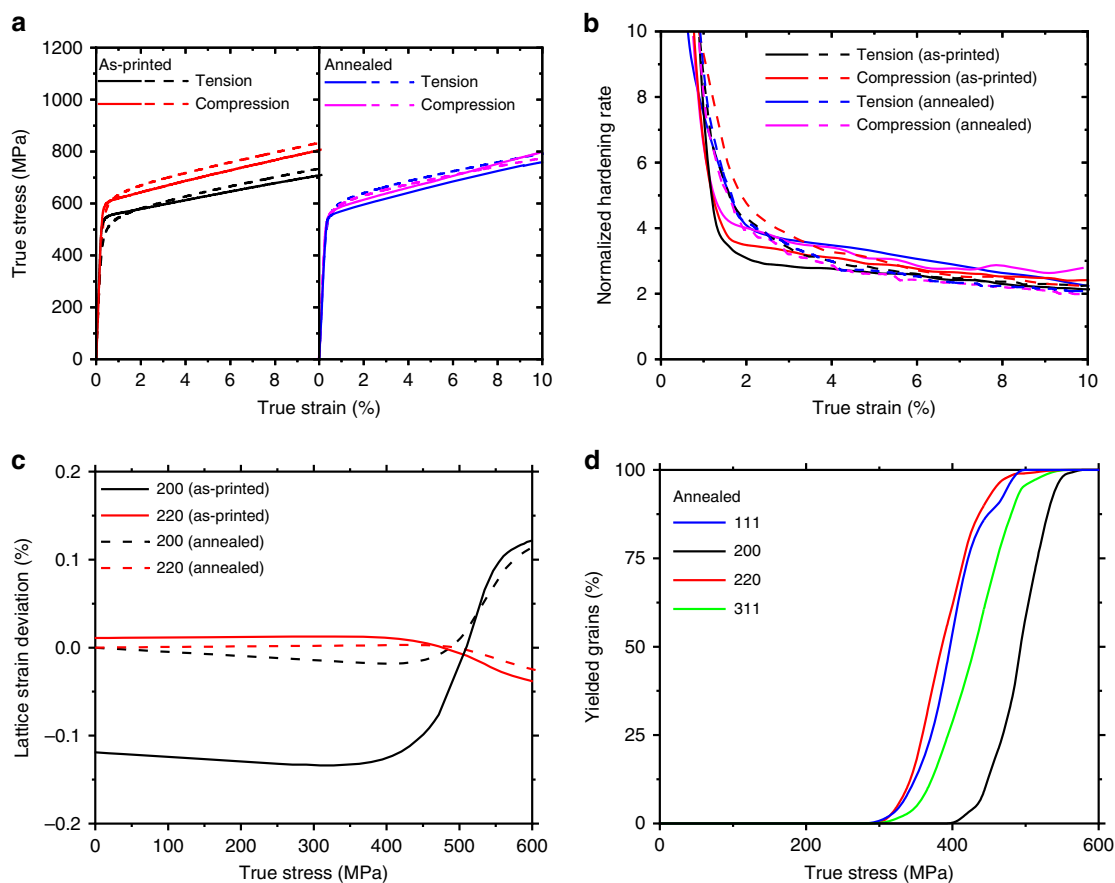 a
1200
1000
800
600
400
200
0
True stress (MPa)
As-printed
Tension
Compression
Annealed
Tension
Compression
0 2 4 6 8 0 2 4 6 8 10
True strain (%)
b
10
8
6
4
2
0
Normalized hardening rate
Tension (as-printed)
Compression (as-printed)
Tension (annealed)
Compression (annealed)
0 2 4 6 8 10
True strain (%)
c
0.2
0.1
0.0
–0.1
–0.2
Lattice strain deviation (%)
200 (as-printed)
220 (as-printed)
200 (annealed)
220 (annealed)
0 100 200 300 400 500 600
True stress (MPa)
d
100
75
50
25
0
Yielded grains (%)
Annealed
111
200
220
311
0 200 400 600
True stress (MPa)